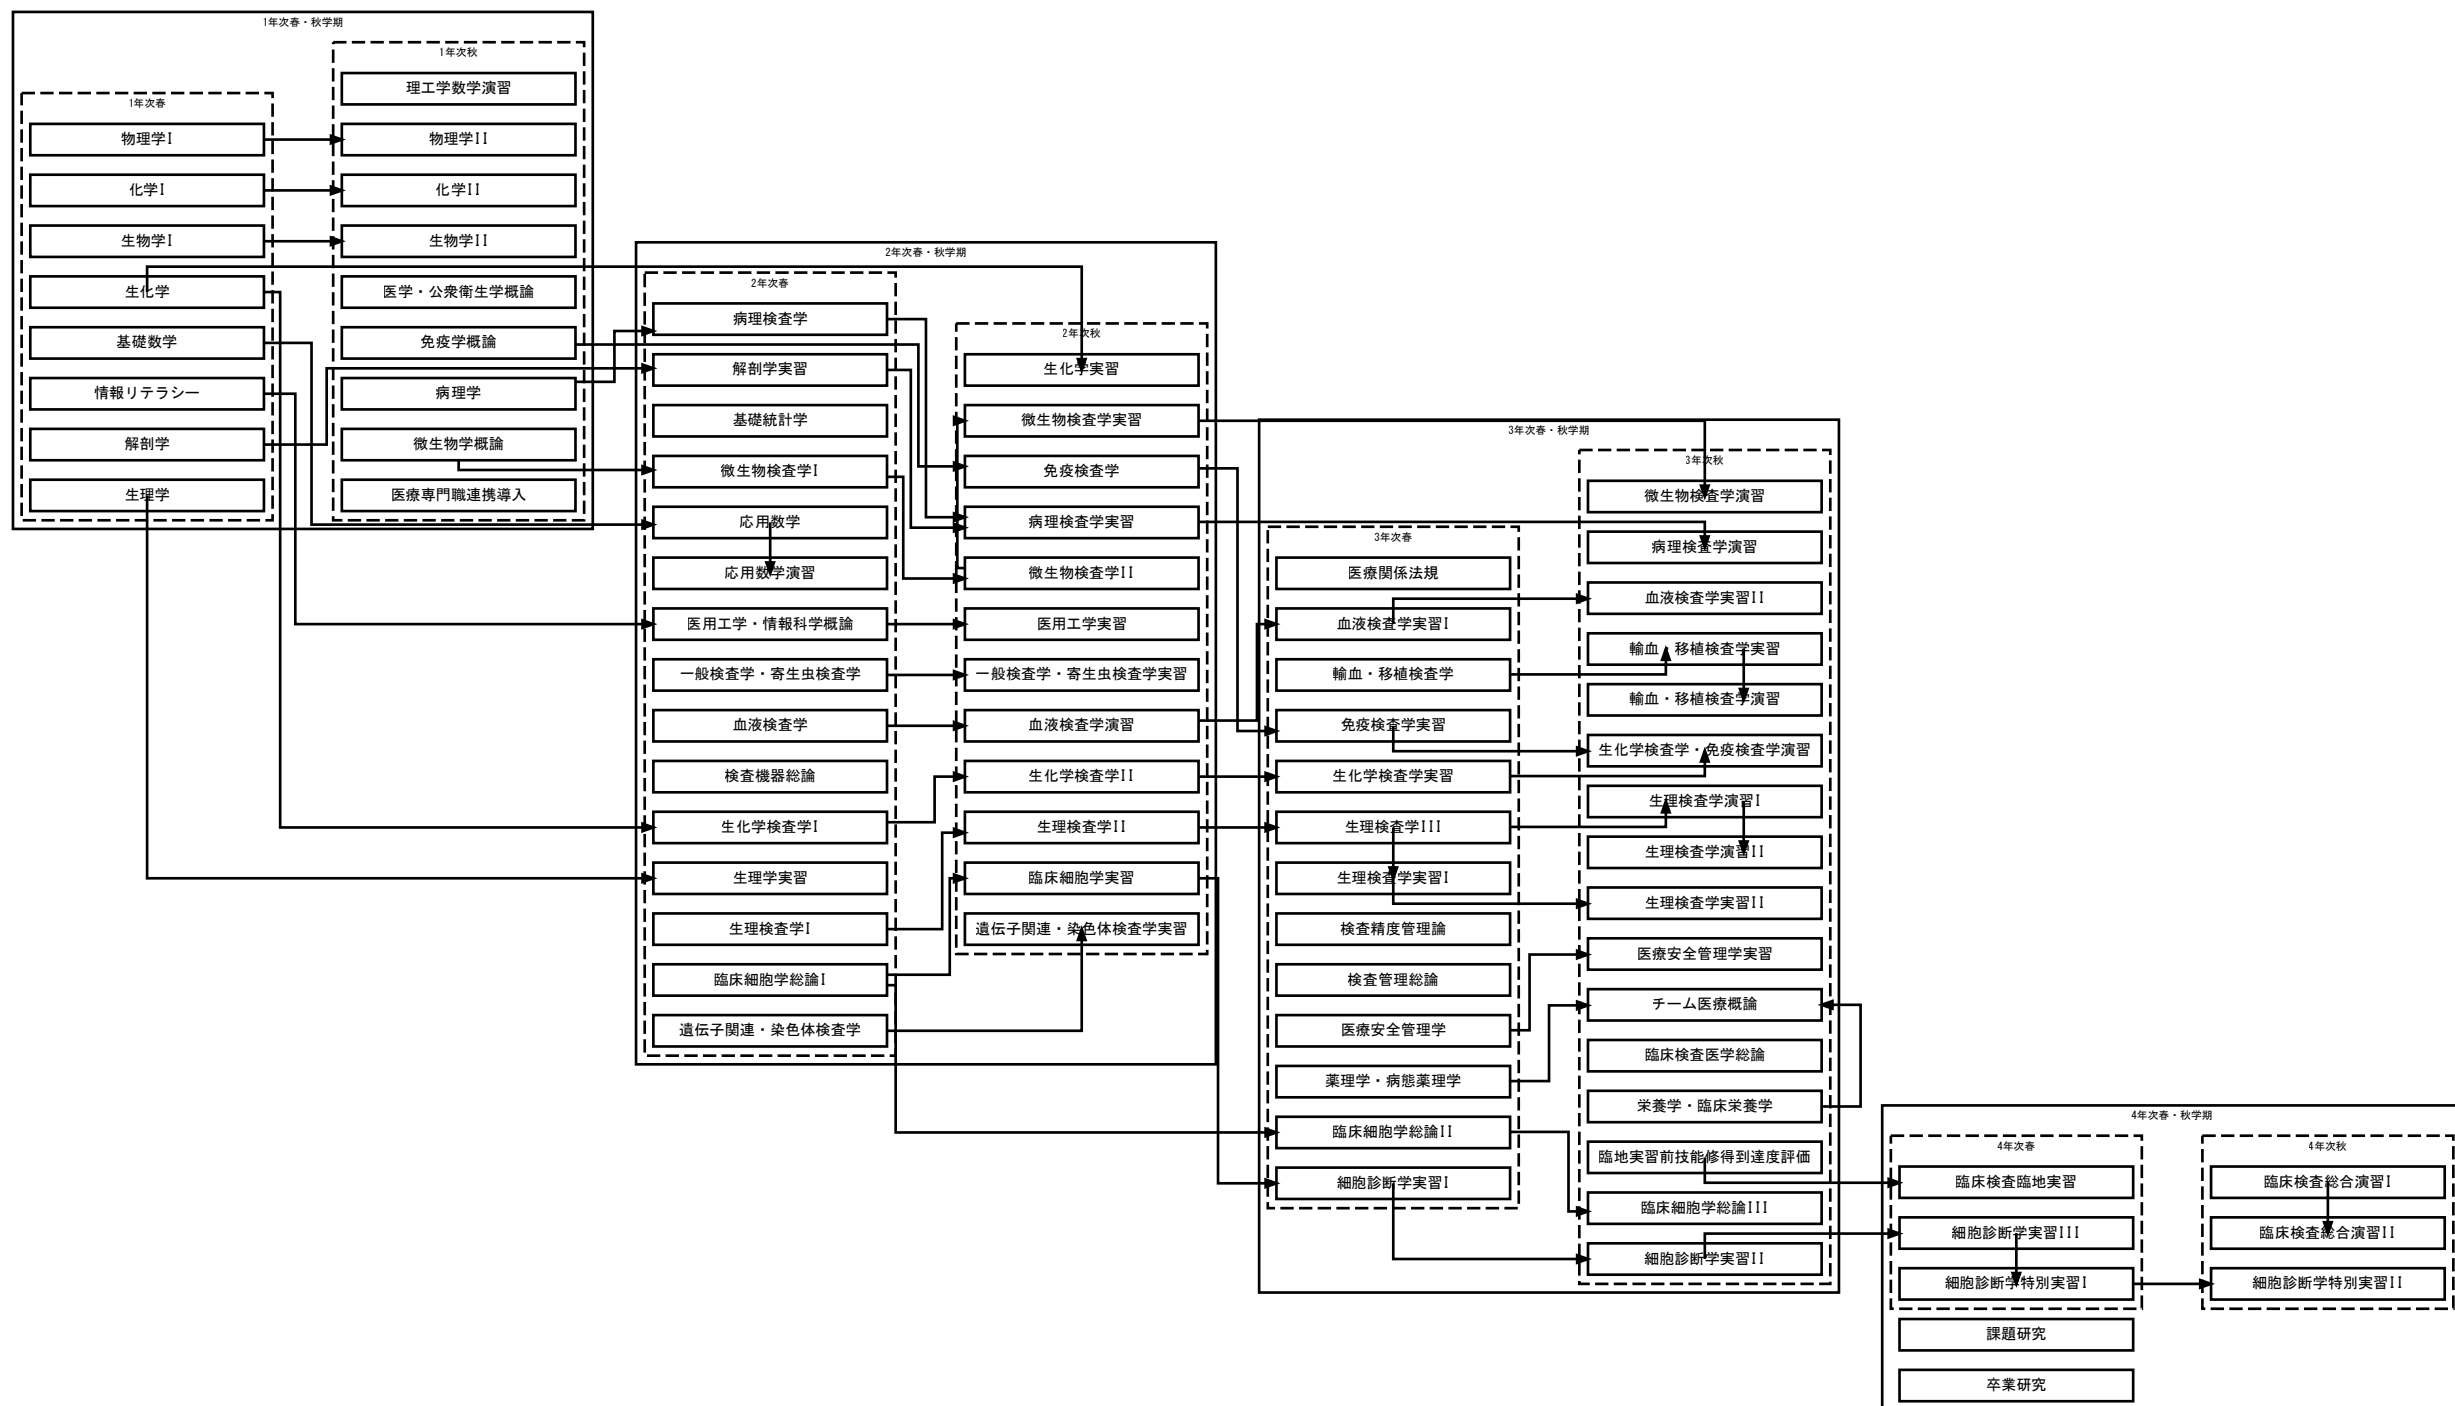 1年次春・秋学期
1年次春
物理学I
化学I
生物学I
生化学
基礎数学
情報リテラシー
解剖学
生理学
1年次秋
理工学数学演習
物理学II
化学II
生物学II
医学・公衆衛生学概論
免疫学概論
病理学
微生物学概論
医療専門職連携導入
2年次春・秋学期
2年次春
病理検査学
解剖学実習
基礎統計学
微生物検査学I
応用数学
応用数学演習
医用工学・情報科学概論
一般検査学・寄生虫検査学
血液検査学
検査機器総論
生化学検査学I
生理学実習
生理検査学I
臨床細胞学総論I
遺伝子関連・染色体検査学
2年次秋
生化学実習
微生物検査学実習
免疫検査学
病理検査学実習
微生物検査学II
医用工学実習
一般検査学・寄生虫検査学実習
血液検査学演習
生化学検査学II
生理検査学II
臨床細胞学実習
遺伝子関連・染色体検査学実習
3年次春・秋学期
3年次春
医療関係法規
血液検査学実習I
輸血・移植検査学
免疫検査学実習
生化学検査学実習
生理検査学III
生理検査学実習I
検査精度管理論
検査管理総論
医療安全管理学
薬理学・病態薬理学
臨床細胞学総論II
細胞診断学実習I
3年次秋
微生物検査学演習
病理検査学演習
血液検査学実習II
輸血・移植検査学実習
輸血・移植検査学演習
生化学検査学・免疫検査学演習
生理検査学演習I
生理検査学演習II
生理検査学実習II
医療安全管理学実習
チーム医療概論
臨床検査医学総論
栄養学・臨床栄養学
臨地実習前技能修得到達度評価
臨床細胞学総論III
細胞診断学実習II
4年次春・秋学期
4年次春
臨床検査臨地実習
細胞診断学実習III
細胞診断学特別実習I
課題研究
卒業研究
4年次秋
臨床検査総合演習I
臨床検査総合演習II
細胞診断学特別実習II